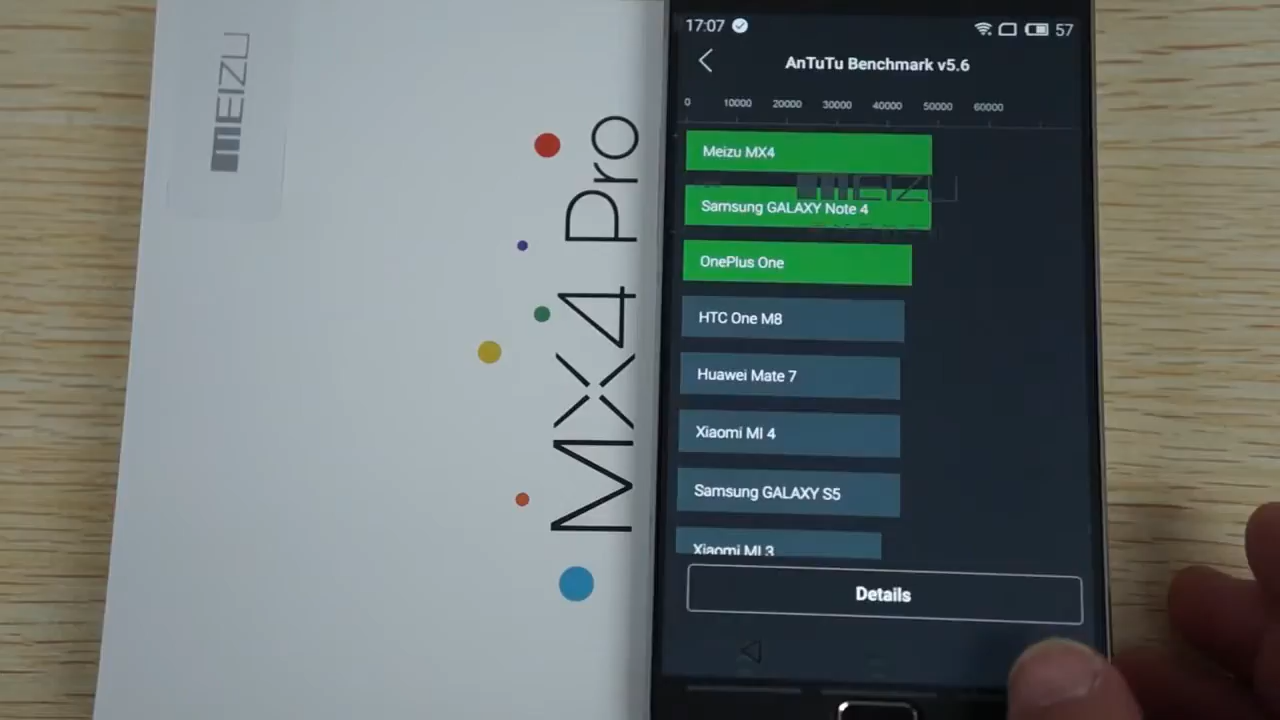 MEIZU
MX4 Pro
17:07
57
AnTuTu Benchmark v5.6
0 10000 20000 30000 40000 50000 60000
Meizu MX4
MEIZU
Samsung GALAXY Note 4
OnePlus One
HTC One M8
Huawei Mate 7
Xiaomi MI 4
Samsung GALAXY S5
Xiaomi MI 3
Details